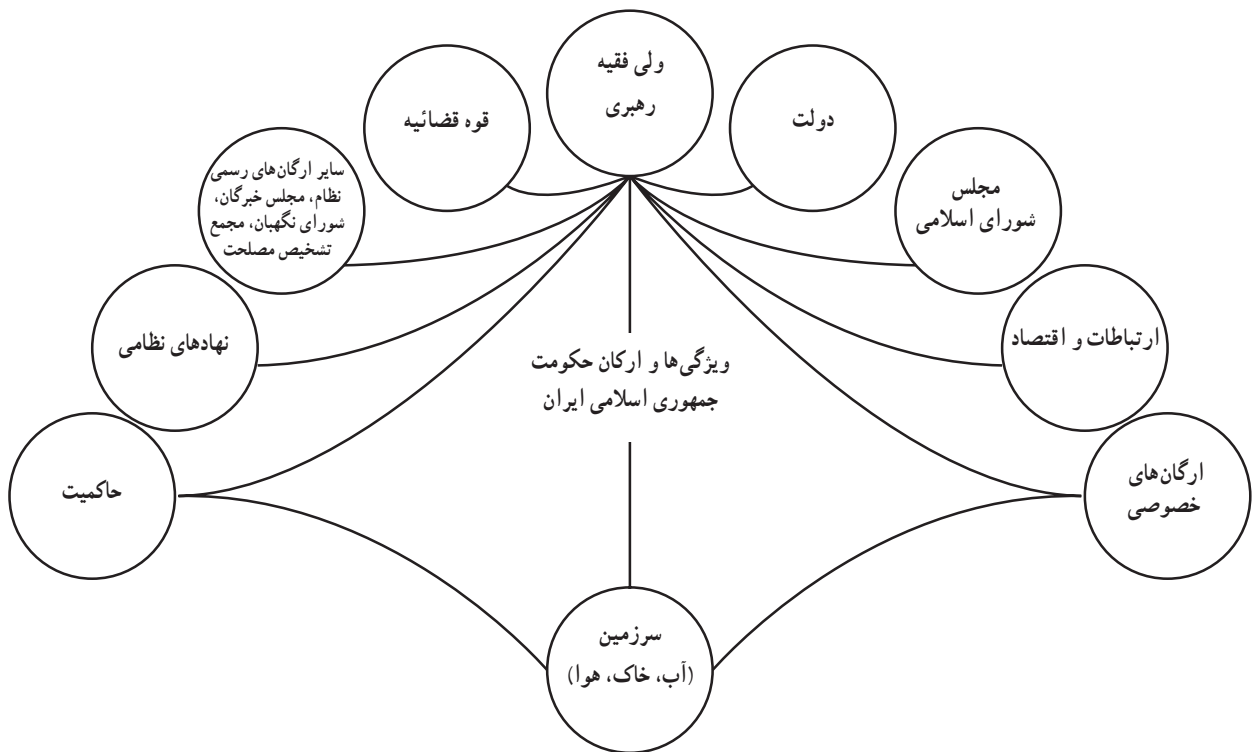 ولی فقیه
رهبری
دولت
قوه قضائیه
مجلس
شورای اسلامی
سایر ارگان‌های رسمی
نظام، مجلس خبرگان،
شورای نگهبان، مجمع
تشخیص مصلحت
ارتباطات و اقتصاد
نهادهای نظامی
ویژگی‌ها و ارکان حکومت
جمهوری اسلامی ایران
ارگان‌های
خصوصی
حاکمیت
سرزمین
(آب، خاک، هوا)